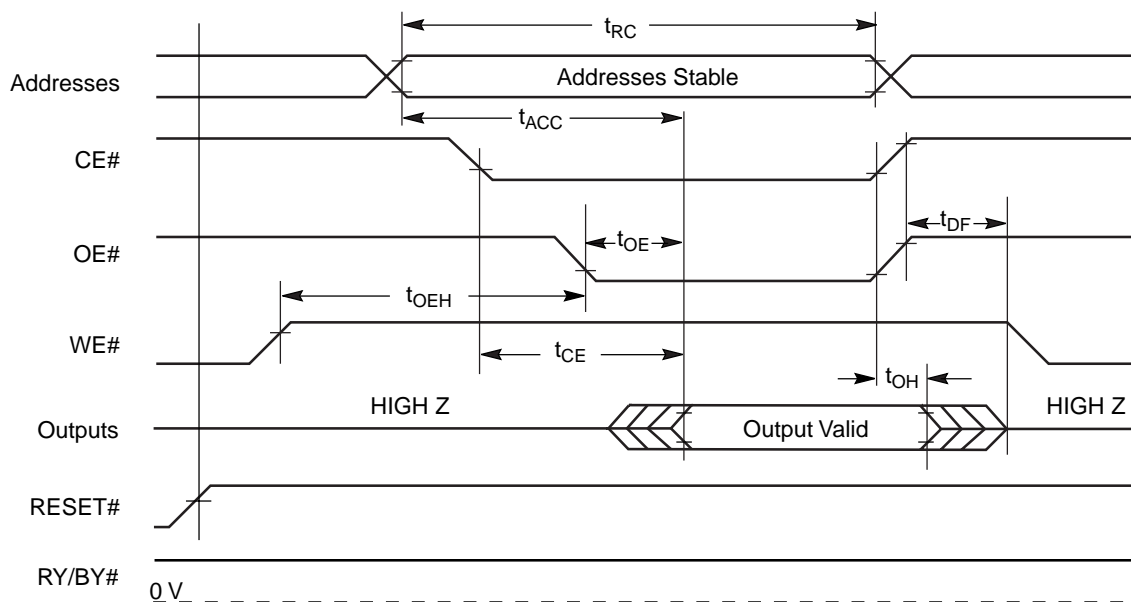 tRC
Addresses
Addresses Stable
tACC
CE#
tDF
OE#
tOE
tOEH
WE#
tCE
tOH
HIGH Z
HIGH Z
Outputs
Output Valid
RESET#
RY/BY#
0 V